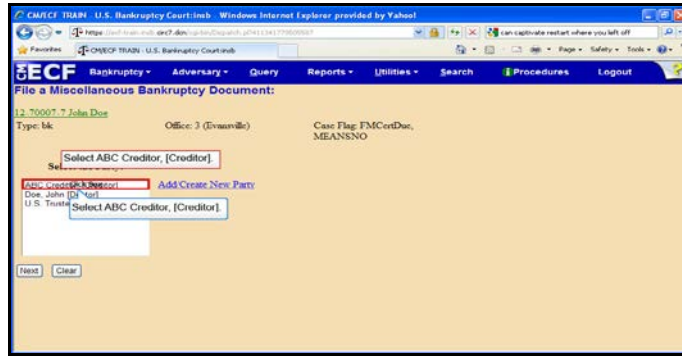 CM/ECF TRAIN - U.S. Bankruptcy Court:insb - Windows Internet Explorer provided by Yahoo!
can captivate restart where you left off
Favorites CM/ECF TRAIN - U.S. Bankruptcy Court:insb Page Safety Tools
ECF Bankruptcy Adversary Query Reports Utilities Search Procedures Logout
File a Miscellaneous Bankruptcy Document:
12-70007-7 John Doe
Type: bk Office: 3 (Evansville) Case Flag: FMCertDue,
MEANSNO
Select ABC Creditor, [Creditor].
ABC Add/Create New Party
Doe, John
U.S.
Select ABC Creditor, [Creditor].
Next Clear